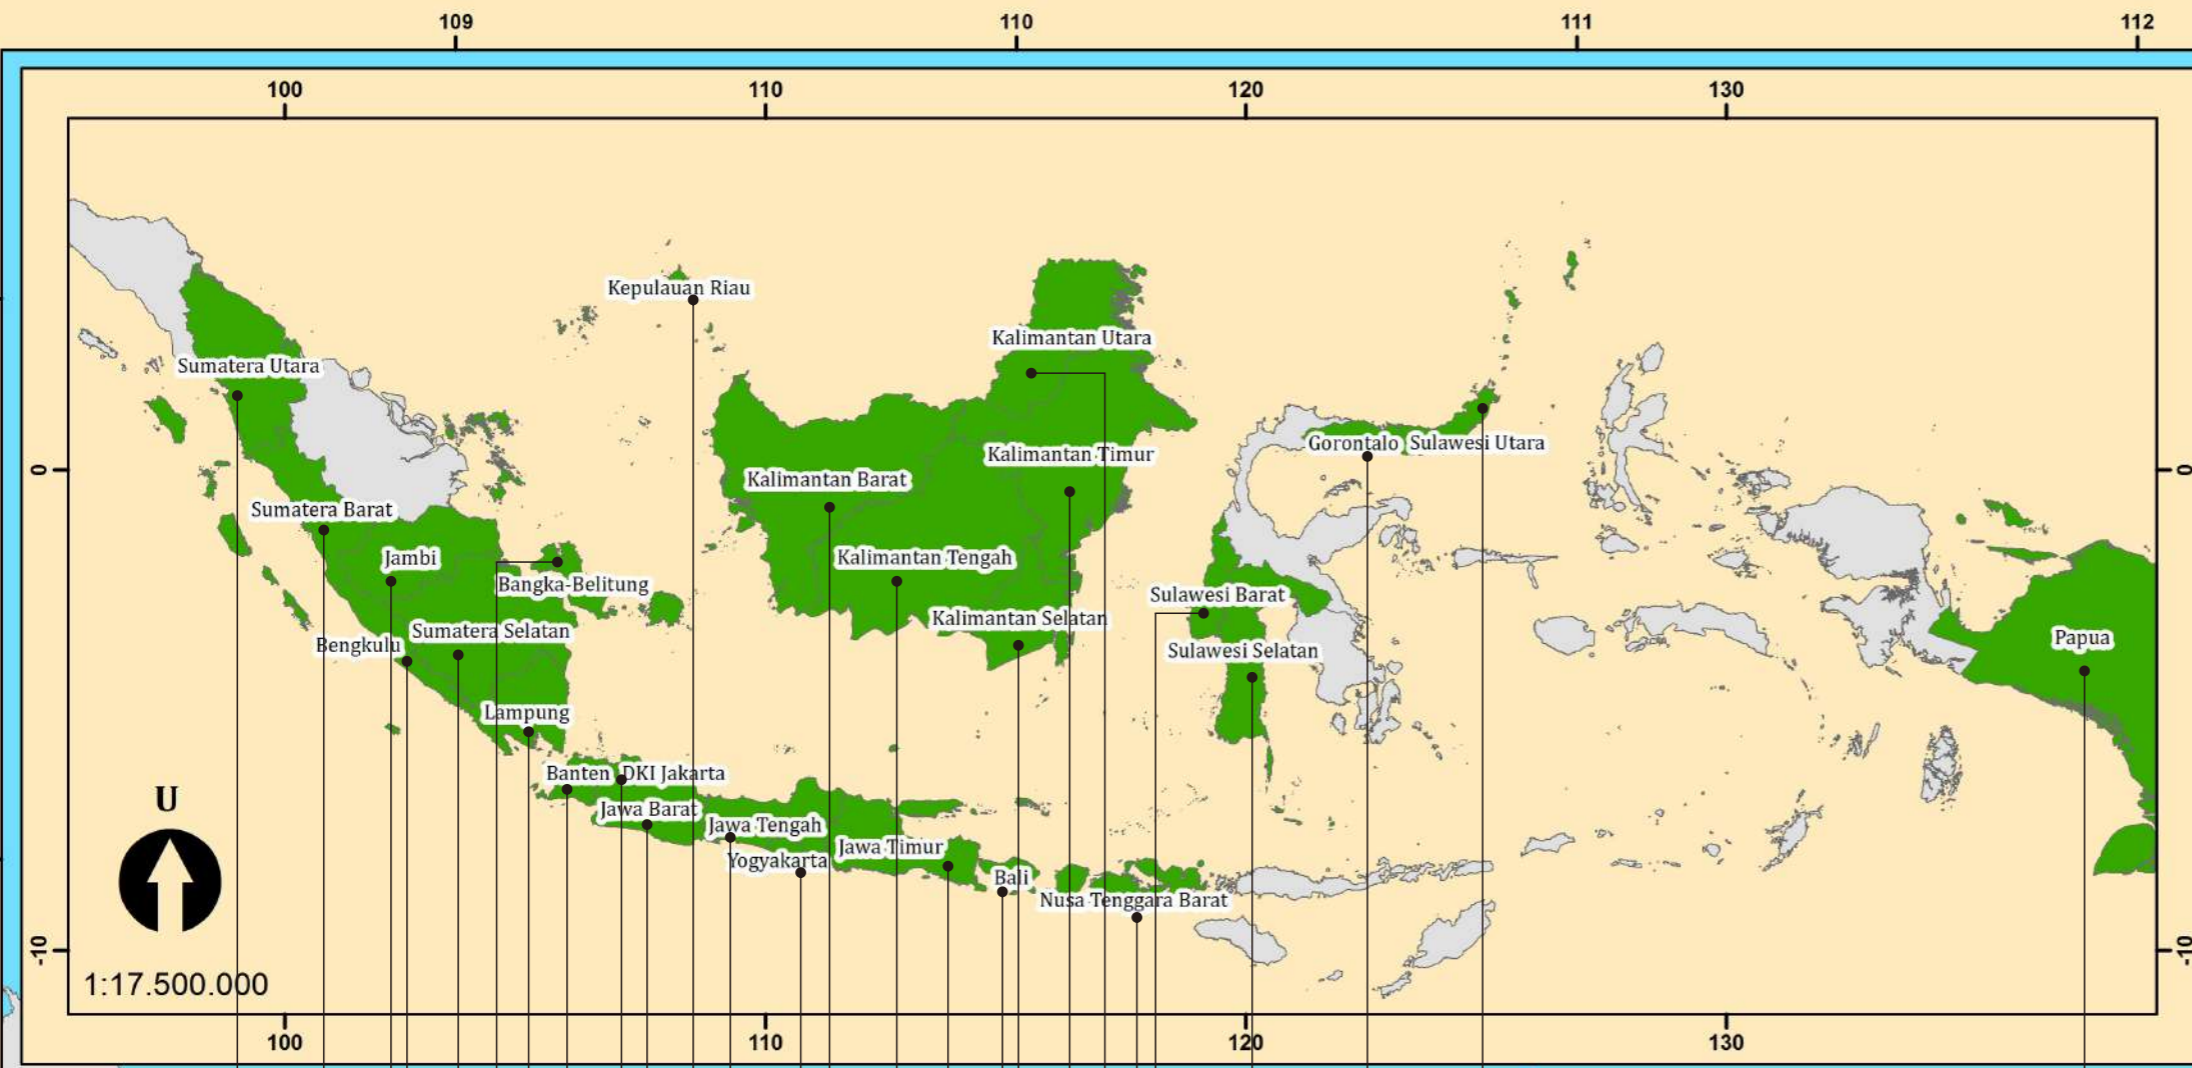 109 110 111 112
100 110 120 130
Kepulauan Riau
Kalimantan Utara
Sumatera Utara
Gorontalo Sulawesi Utara
Kalimantan Timur
0 0
Kalimantan Barat
Sumatera Barat
Jambi
Kalimantan Tengah
Bangka-Belitung
Sulawesi Barat
Kalimantan Selatan
Sumatera Selatan
Papua
Bengkulu
Sulawesi Selatan
Lampung
Banten DKI Jakarta
U
Jawa Barat
Jawa Tengah
Jawa Timur
Yogyakarta
Bali
Nusa Tenggara Barat
-10 -10
1:17.500.000
100 110 120 130